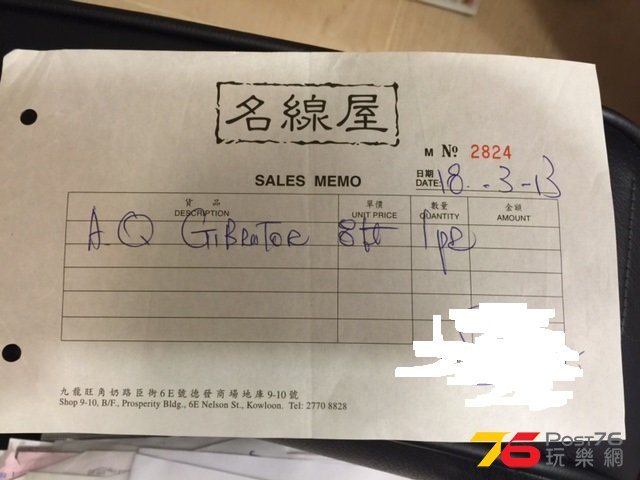 名線屋
M № 2824
SALES MEMO
日期
DATE: 18 - 3 - 13
貨品 單價 數量 金額
DESCRIPTION UNIT PRICE QUANTITY AMOUNT
A Q GiBRaToR 8ft 1pc
九龍旺角奶路臣街6E號德發商場地庫9-10號
Shop 9-10, B/F., Prosperity Bldg., 6E Nelson St., Kowloon. Tel: 2770 8828
76 Post76
玩樂網